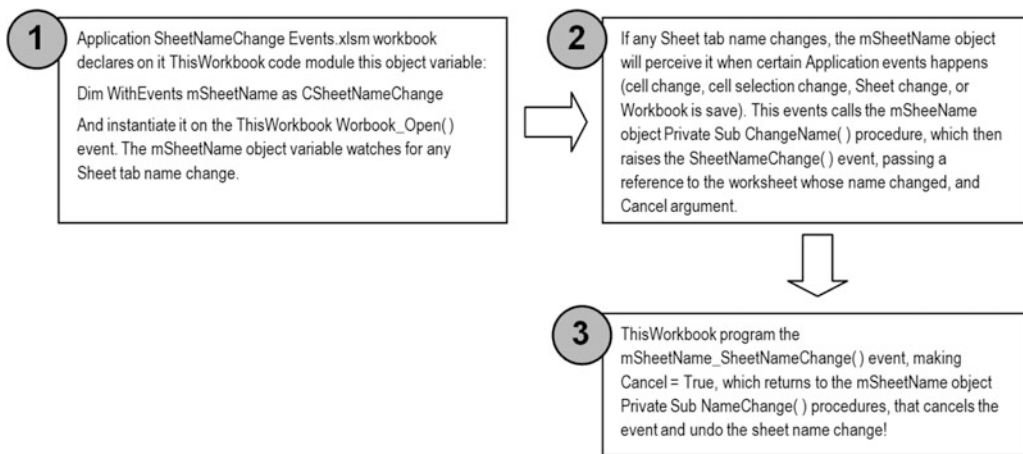 1
Application SheetNameChange Events.xlsm workbook
declares on it ThisWorkbook code module this object variable:
Dim WithEvents mSheetName as CSheetNameChange
And instantiate it on the ThisWorkbook Worbook_Open( )
event. The mSheetName object variable watches for any
Sheet tab name change.
2
If any Sheet tab name changes, the mSheetName object
will perceive it when certain Application events happens
(cell change, cell selection change, Sheet change, or
Workbook is save). This events calls the mSheeName
object Private Sub ChangeName( ) procedure, which then
raises the SheetNameChange( ) event, passing a
reference to the worksheet whose name changed, and
Cancel argument.
3
ThisWorkbook program the
mSheetName_SheetNameChange( ) event, making
Cancel = True, which returns to the mSheetName object
Private Sub NameChange( ) procedures, that cancels the
event and undo the sheet name change!